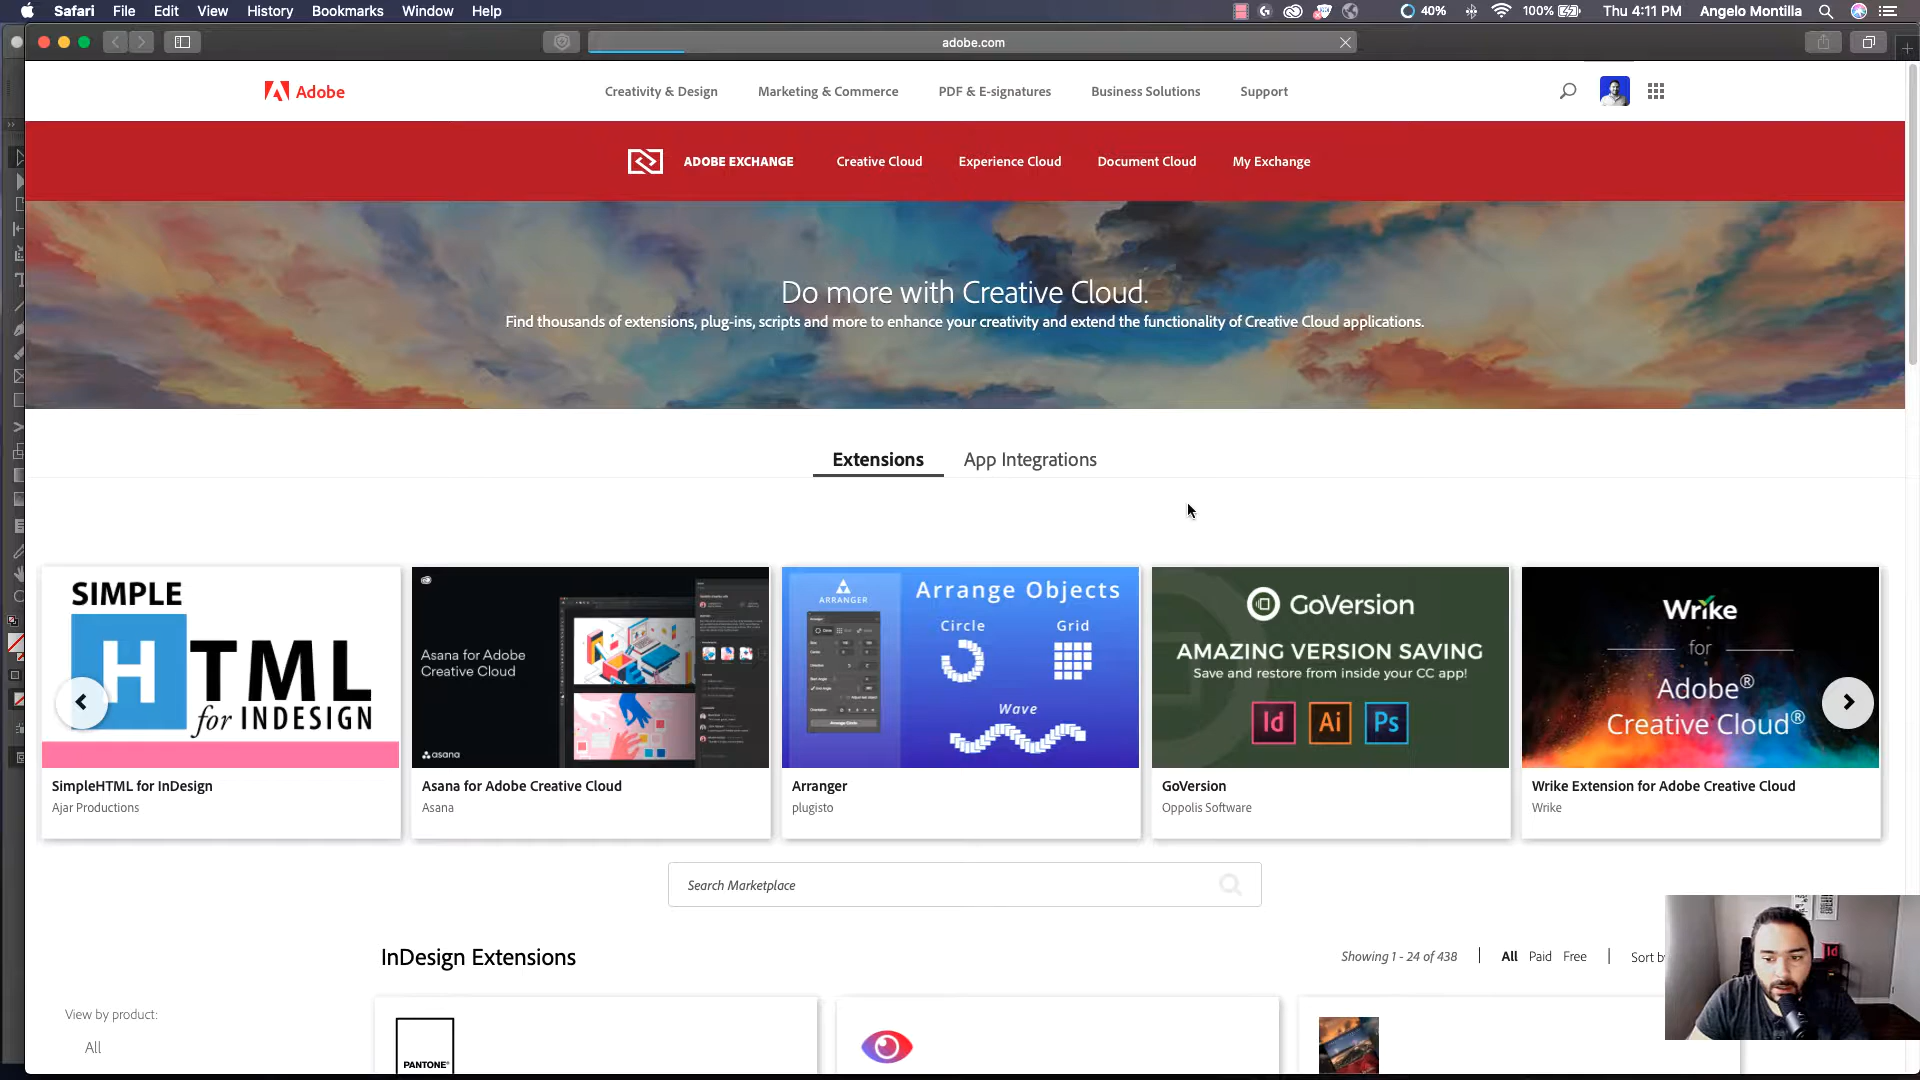 Safari File Edit View History Bookmarks Window Help
40% 100% Thu 4:11 PM Angelo Montilla
adobe.com
Adobe
Creativity & Design Marketing & Commerce PDF & E-signatures Business Solutions Support
ADOBE EXCHANGE Creative Cloud Experience Cloud Document Cloud My Exchange
Do more with Creative Cloud.
Find thousands of extensions, plug-ins, scripts and more to enhance your creativity and extend the functionality of Creative Cloud applications.
Extensions App Integrations
SIMPLE
HTML
for INDESIGN
SimpleHTML for InDesign
Ajar Productions
Asana for Adobe
Creative Cloud
asana
Asana for Adobe Creative Cloud
Asana
ARRANGER
Arrange Objects
Circle Grid
Wave
Arranger
plugisto
GoVersion
AMAZING VERSION SAVING
Save and restore from inside your CC app!
Id Ai Ps
GoVersion
Oppolis Software
Wrike
for
Adobe®
Creative Cloud®
Wrike Extension for Adobe Creative Cloud
Wrike
Search Marketplace
InDesign Extensions
Showing 1 - 24 of 438 All Paid Free Sort
View by product:
All
PANTONE®
Id